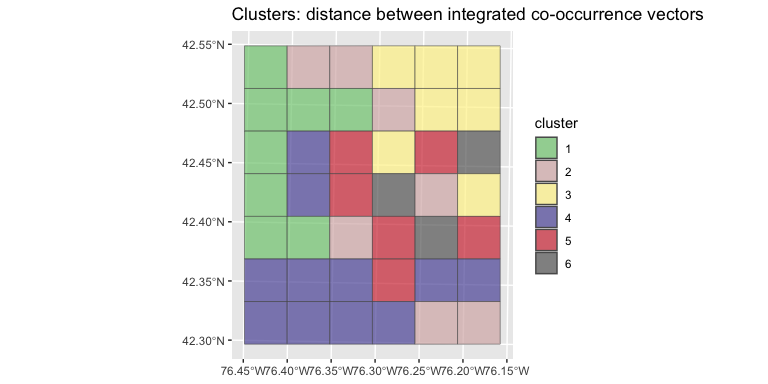 Clusters: distance between integrated co-occurrence vectors
42.55°N
42.50°N
42.45°N
42.40°N
42.35°N
42.30°N
76.45°W76.40°W76.35°W76.30°W76.25°W76.20°W76.15°W
cluster
1
2
3
4
5
6